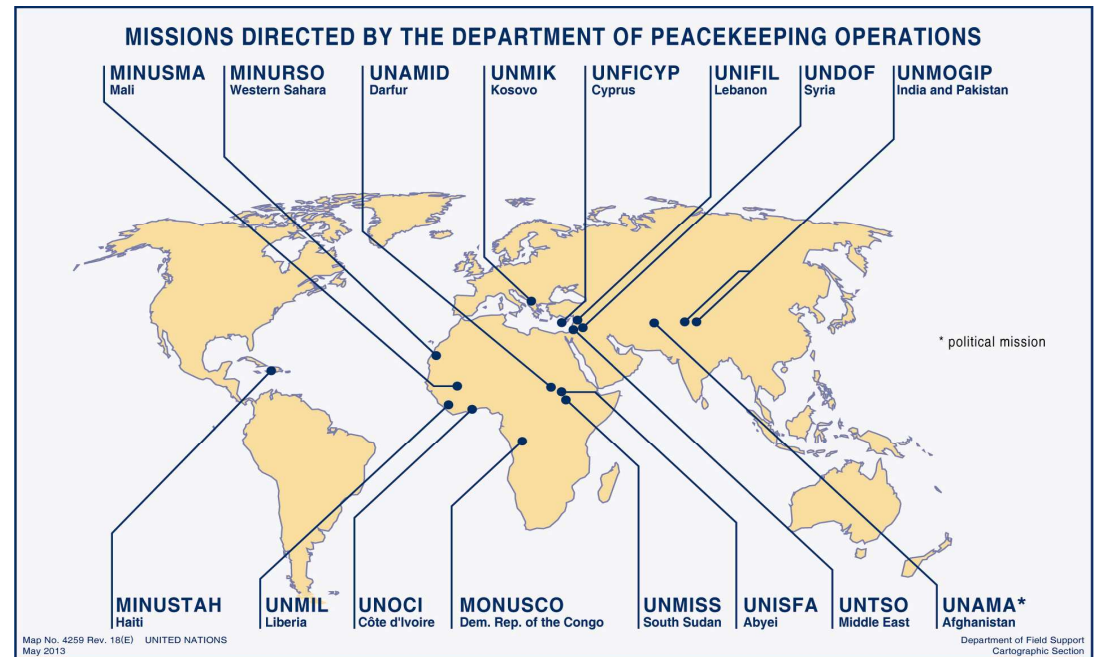 MISSIONS DIRECTED BY THE DEPARTMENT OF PEACEKEEPING OPERATIONS
MINUSMA
Mali
MINURSO
Western Sahara
UNAMID
Darfur
UNMIK
Kosovo
UNFICYP
Cyprus
UNIFIL
Lebanon
UNDOF
Syria
UNMOGIP
India and Pakistan
* political mission
MINUSTAH
Haiti
UNMIL
Liberia
UNOCI
Côte d'Ivoire
MONUSCO
Dem. Rep. of the Congo
UNMISS
South Sudan
UNISFA
Abyei
UNTSO
Middle East
UNAMA*
Afghanistan
Map No. 4259 Rev. 18(E) UNITED NATIONS
May 2013
Department of Field Support
Cartographic Section